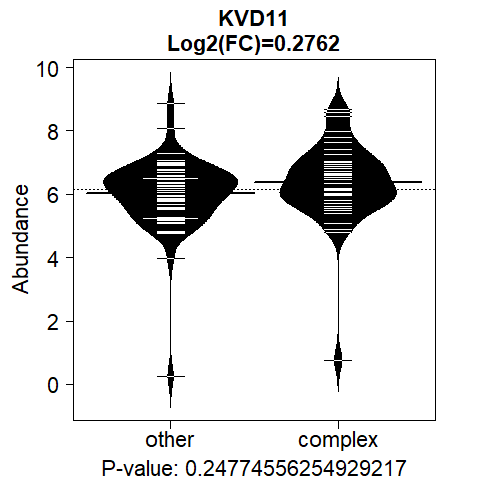 KVD11
Log2(FC)=0.2762
Abundance
10
8
6
4
2
0
other complex
P-value: 0.24774556254929217